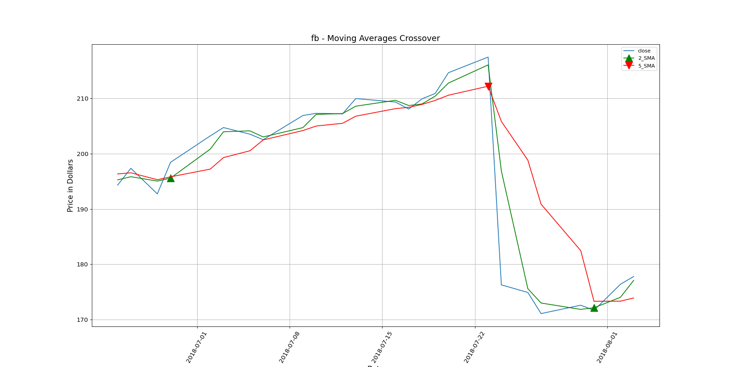 fb - Moving Averages Crossover
close
2_SMA
5_SMA
Price in Dollars
210
200
190
180
170
2018-07-01
2018-07-08
2018-07-15
2018-07-22
2018-08-01